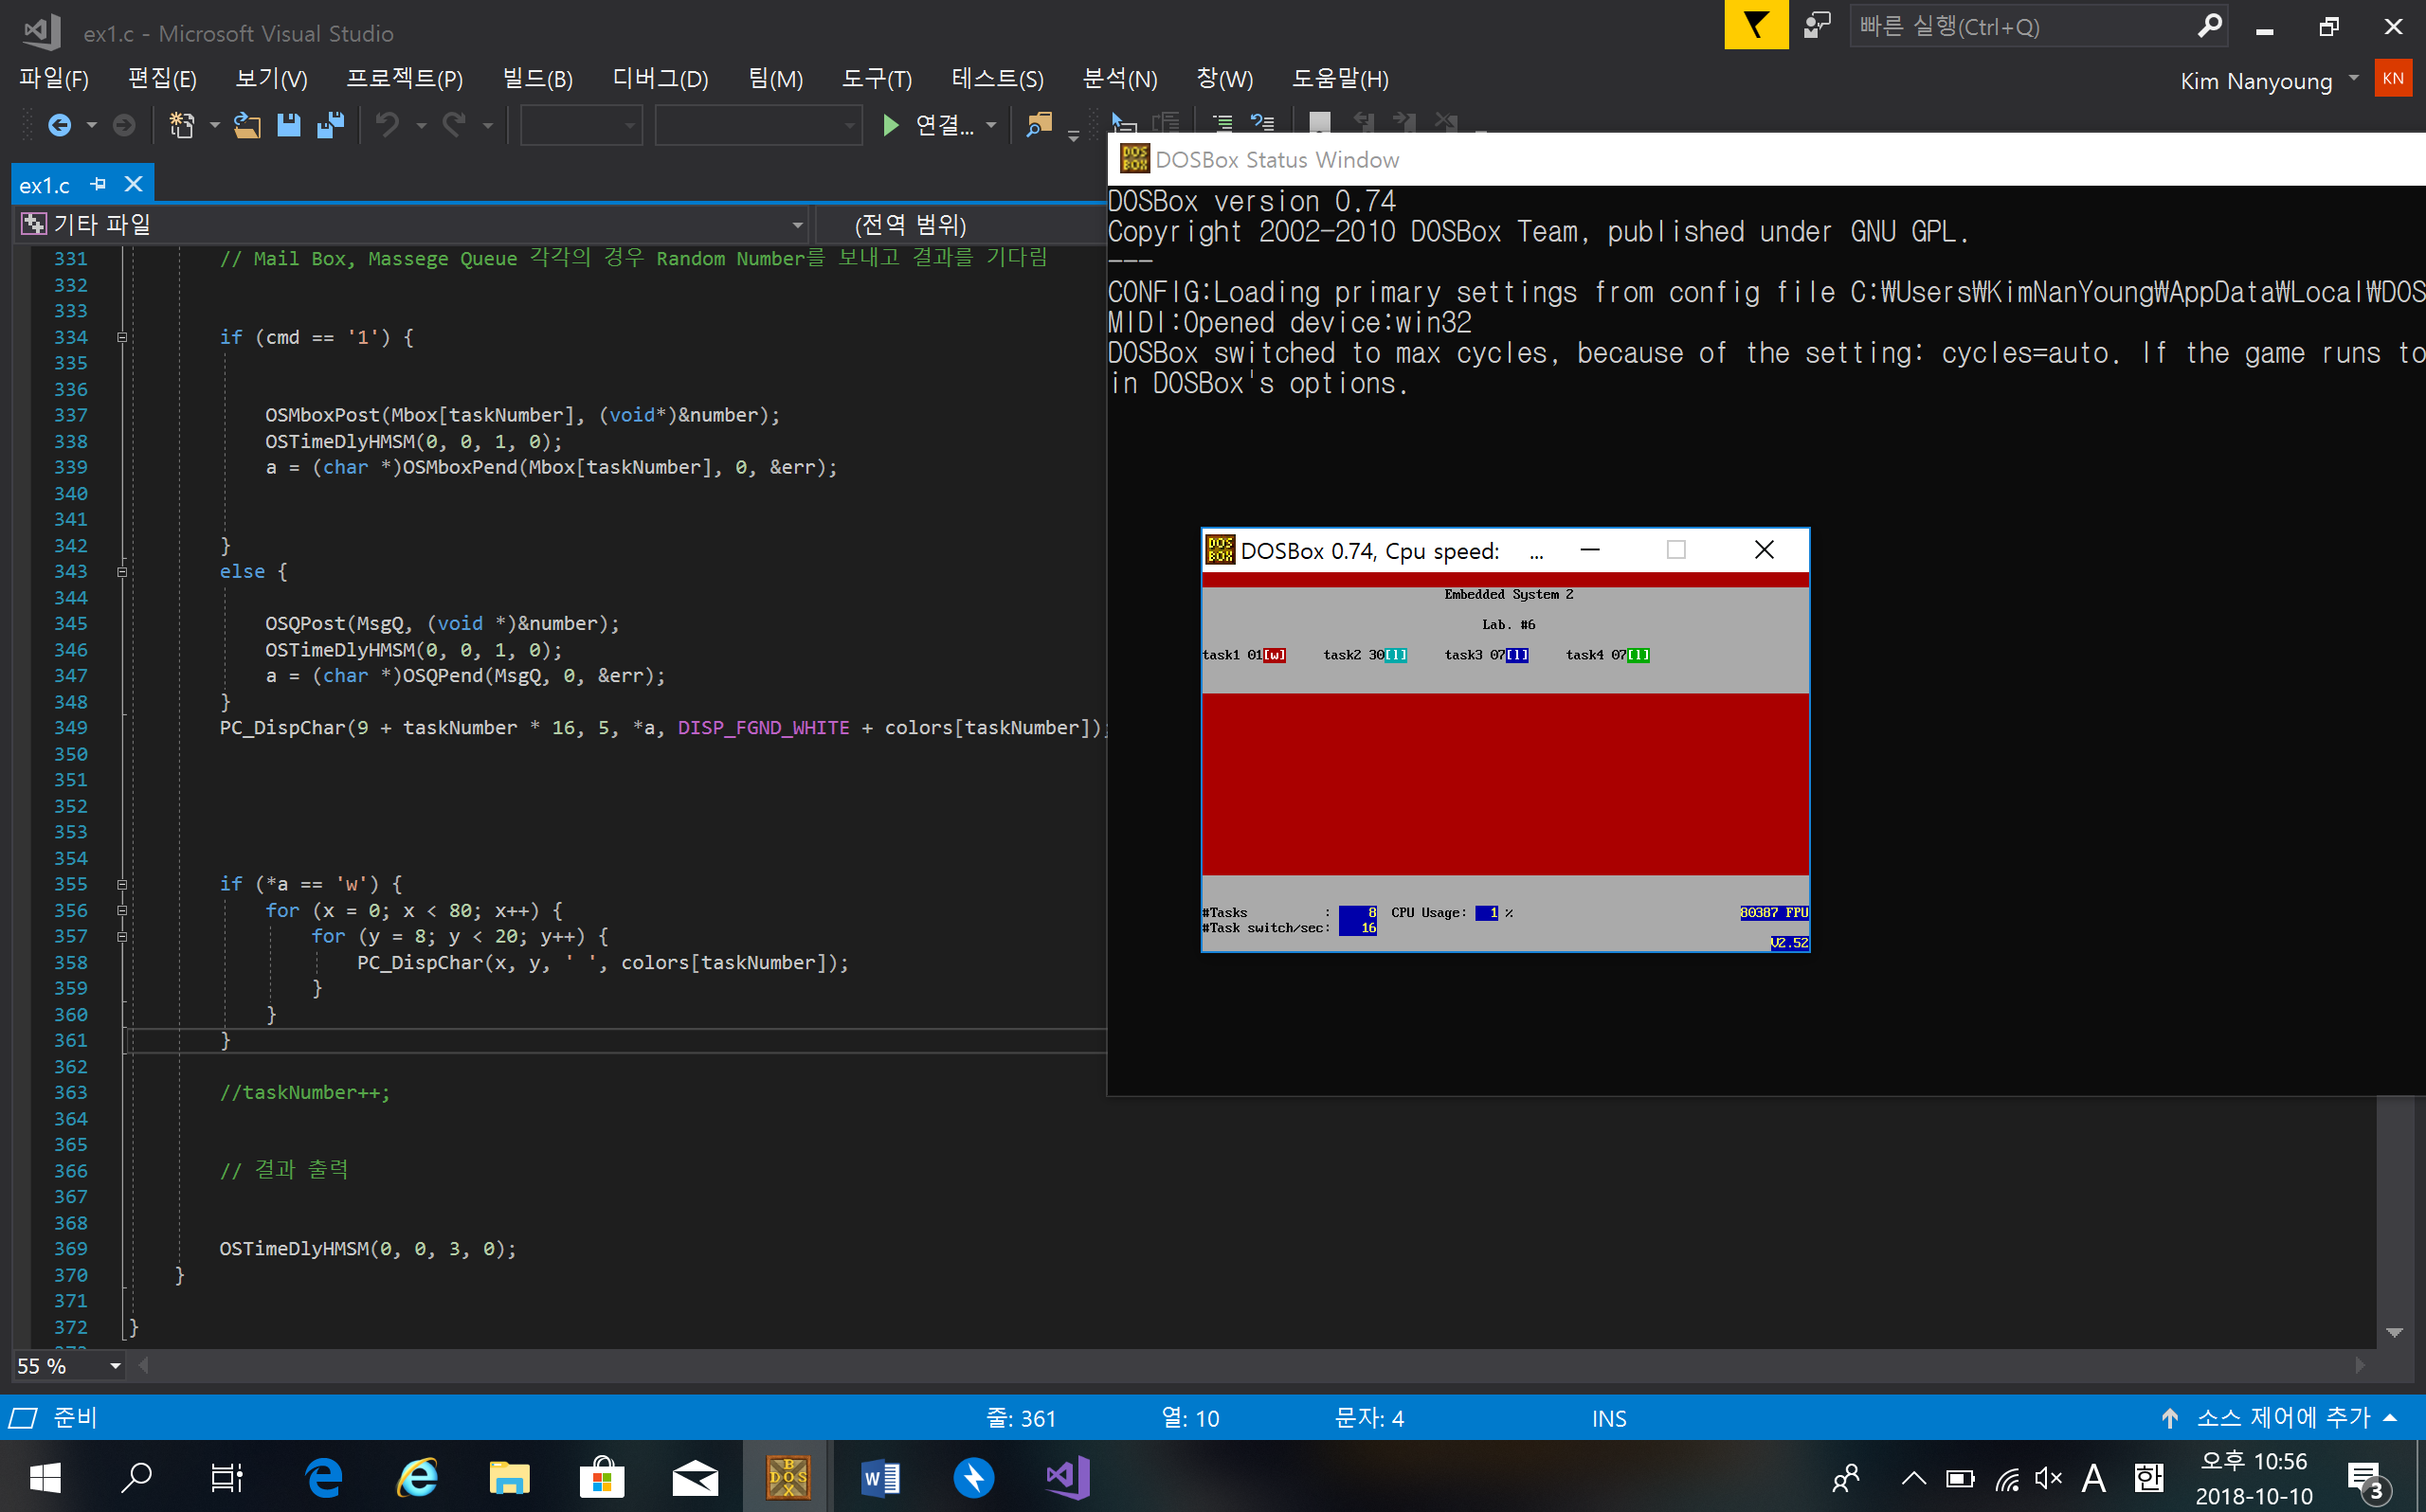 ex1.c - Microsoft Visual Studio
빠른 실행(Ctrl+Q)
파일(F) 편집(E) 보기(V) 프로젝트(P) 빌드(B) 디버그(D) 팀(M) 도구(T) 테스트(S) 분석(N) 창(W) 도움말(H)
Kim Nanyoung KN
연결...
ex1.c
기타 파일 (전역 범위)
331 // Mail Box, Massege Queue 각각의 경우 Random Number를 보내고 결과를 기다림
332
333
334 if (cmd == '1') {
335
336
337 OSMboxPost(Mbox[taskNumber], (void*)&number);
338 OSTimeDlyHMSM(0, 0, 1, 0);
339 a = (char *)OSMboxPend(Mbox[taskNumber], 0, &err);
340
341
342 }
343 else {
344
345 OSQPost(MsgQ, (void *)&number);
346 OSTimeDlyHMSM(0, 0, 1, 0);
347 a = (char *)OSQPend(MsgQ, 0, &err);
348 }
349 PC_DispChar(9 + taskNumber * 16, 5, *a, DISP_FGND_WHITE + colors[taskNumber]);
350
351
352
353
354
355 if (*a == 'w') {
356 for (x = 0; x < 80; x++) {
357 for (y = 8; y < 20; y++) {
358 PC_DispChar(x, y, ' ', colors[taskNumber]);
359 }
360 }
361 }
362
363 //taskNumber++;
364
365
366 // 결과 출력
367
368
369 OSTimeDlyHMSM(0, 0, 3, 0);
370 }
371
372 }
55 %
DOSBox Status Window
DOSBox version 0.74
Copyright 2002-2010 DOSBox Team, published under GNU GPL.
---
CONFIG:Loading primary settings from config file C:₩Users₩KimNanYoung₩AppData₩Local₩DOS
MIDI:Opened device:win32
DOSBox switched to max cycles, because of the setting: cycles=auto. If the game runs to
in DOSBox's options.
DOSBox 0.74, Cpu speed: ...
Embedded System 2
Lab. #6
task1 01[w] task2 30[l] task3 07[l] task4 07[l]
#Tasks : 8 CPU Usage: 1 % 80387 FPU
#Task switch/sec: 16
V2.52
준비 줄: 361 열: 10 문자: 4 INS 소스 제어에 추가
A 한 오후 10:56
2018-10-10 3